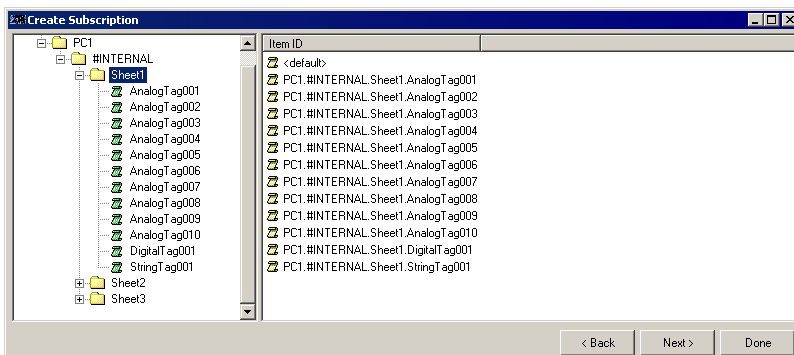 Create Subscription
PC1
#INTERNAL
Sheet1
AnalogTag001
AnalogTag002
AnalogTag003
AnalogTag004
AnalogTag005
AnalogTag006
AnalogTag007
AnalogTag008
AnalogTag009
AnalogTag010
DigitalTag001
StringTag001
Sheet2
Sheet3
Item ID
<default>
PC1.#INTERNAL.Sheet1.AnalogTag001
PC1.#INTERNAL.Sheet1.AnalogTag002
PC1.#INTERNAL.Sheet1.AnalogTag003
PC1.#INTERNAL.Sheet1.AnalogTag004
PC1.#INTERNAL.Sheet1.AnalogTag005
PC1.#INTERNAL.Sheet1.AnalogTag006
PC1.#INTERNAL.Sheet1.AnalogTag007
PC1.#INTERNAL.Sheet1.AnalogTag008
PC1.#INTERNAL.Sheet1.AnalogTag009
PC1.#INTERNAL.Sheet1.AnalogTag010
PC1.#INTERNAL.Sheet1.DigitalTag001
PC1.#INTERNAL.Sheet1.StringTag001
< Back
Next >
Done